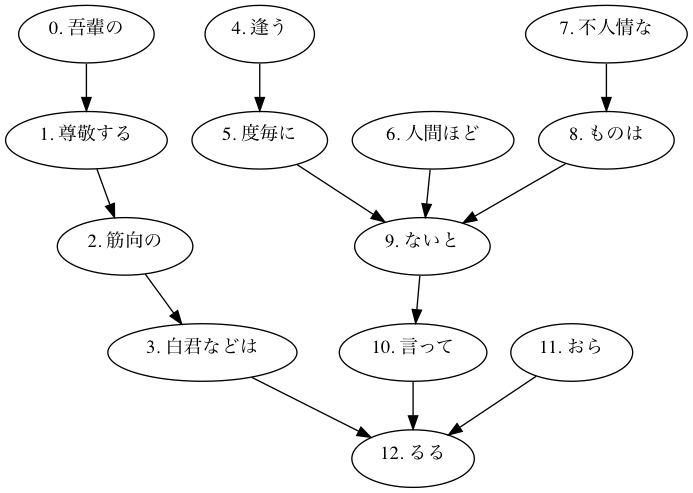 0. 吾輩の
4. 逢う
7. 不人情な
1. 尊敬する
5. 度毎に
6. 人間ほど
8. ものは
2. 筋向の
9. ないと
3. 白君などは
10. 言って
11. おら
12. るる